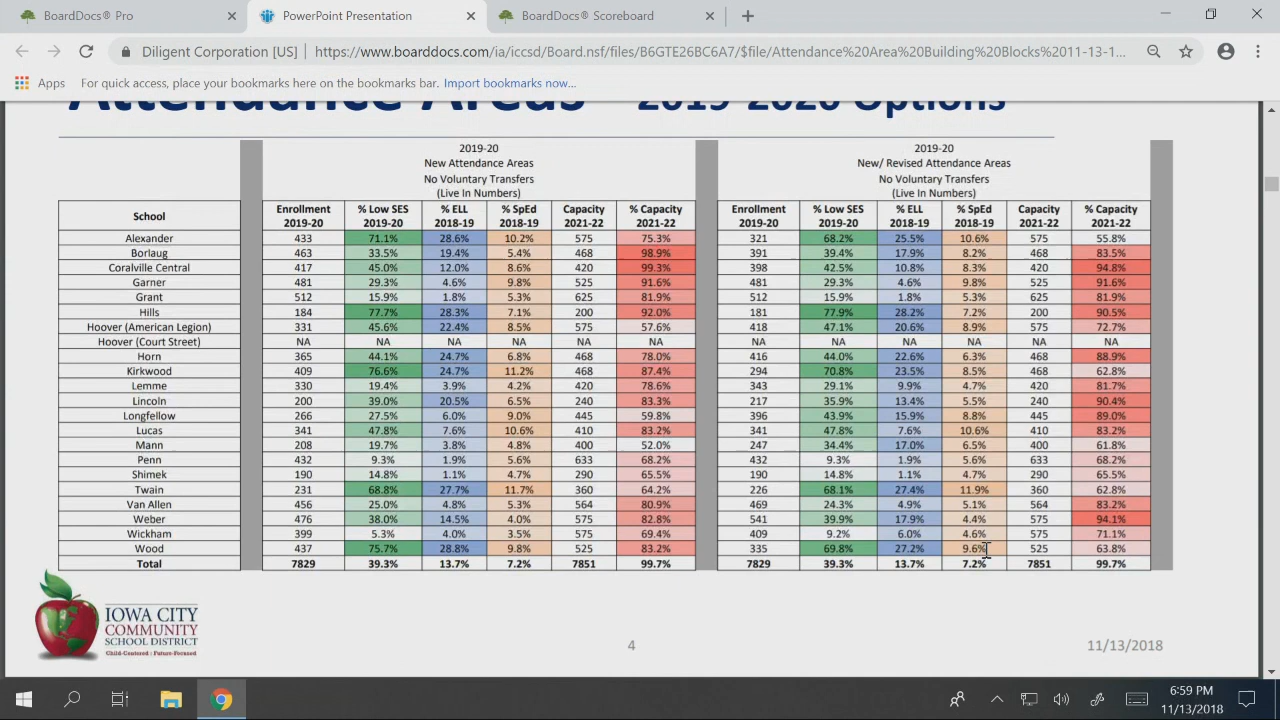 BoardDocs® Pro
PowerPoint Presentation
BoardDocs® Scoreboard
Diligent Corporation [US] https://www.boarddocs.com/ia/iccsd/Board.nsf/files/B6GTE26BC6A7/$file/Attendance%20Area%20Building%20Blocks%2011-13-1...
Apps For quick access, place your bookmarks here on the bookmarks bar. Import bookmarks now...
Attendance Areas 2019-2020 Options
2019-20 2019-20
New Attendance Areas New/ Revised Attendance Areas
No Voluntary Transfers No Voluntary Transfers
(Live In Numbers) (Live In Numbers)
School Enrollment 2019-20 % Low SES 2019-20 % ELL 2018-19 % SpEd 2018-19 Capacity 2021-22 % Capacity 2021-22 Enrollment 2019-20 % Low SES 2019-20 % ELL 2018-19 % SpEd 2018-19 Capacity 2021-22 % Capacity 2021-22
Alexander 433 71.1% 28.6% 10.2% 575 75.3% 321 68.2% 25.5% 10.6% 575 55.8%
Borlaug 463 33.5% 19.4% 5.4% 468 98.9% 391 39.4% 17.9% 8.2% 468 83.5%
Coralville Central 417 45.0% 12.0% 8.6% 420 99.3% 398 42.5% 10.8% 8.3% 420 94.8%
Garner 481 29.3% 4.6% 9.8% 525 91.6% 481 29.3% 4.6% 9.8% 525 91.6%
Grant 512 15.9% 1.8% 5.3% 625 81.9% 512 15.9% 1.8% 5.3% 625 81.9%
Hills 184 77.7% 28.3% 7.1% 200 92.0% 181 77.9% 28.2% 7.2% 200 90.5%
Hoover (American Legion) 331 45.6% 22.4% 8.5% 575 57.6% 418 47.1% 20.6% 8.9% 575 72.7%
Hoover (Court Street) NA NA NA NA NA NA NA NA NA NA NA NA
Horn 365 44.1% 24.7% 6.8% 468 78.0% 416 44.0% 22.6% 6.3% 468 88.9%
Kirkwood 409 76.6% 24.7% 11.2% 468 87.4% 294 70.8% 23.5% 8.5% 468 62.8%
Lemme 330 19.4% 3.9% 4.2% 420 78.6% 343 29.1% 9.9% 4.7% 420 81.7%
Lincoln 200 39.0% 20.5% 6.5% 240 83.3% 217 35.9% 13.4% 5.5% 240 90.4%
Longfellow 266 27.5% 6.0% 9.0% 445 59.8% 396 43.9% 15.9% 8.8% 445 89.0%
Lucas 341 47.8% 7.6% 10.6% 410 83.2% 341 47.8% 7.6% 10.6% 410 83.2%
Mann 208 19.7% 3.8% 4.8% 400 52.0% 247 34.4% 17.0% 6.5% 400 61.8%
Penn 432 9.3% 1.9% 5.6% 633 68.2% 432 9.3% 1.9% 5.6% 633 68.2%
Shimek 190 14.8% 1.1% 4.7% 290 65.5% 190 14.8% 1.1% 4.7% 290 65.5%
Twain 231 68.8% 27.7% 11.7% 360 64.2% 226 68.1% 27.4% 11.9% 360 62.8%
Van Allen 456 25.0% 4.8% 5.3% 564 80.9% 469 24.3% 4.9% 5.1% 564 83.2%
Weber 476 38.0% 14.5% 4.0% 575 82.8% 541 39.9% 17.9% 4.4% 575 94.1%
Wickham 399 5.3% 4.0% 3.5% 575 69.4% 409 9.2% 6.0% 4.6% 575 71.1%
Wood 437 75.7% 28.8% 9.8% 525 83.2% 335 69.8% 27.2% 9.6% 525 63.8%
Total 7829 39.3% 13.7% 7.2% 7851 99.7% 7829 39.3% 13.7% 7.2% 7851 99.7%
IOWA CITY
COMMUNITY
SCHOOL DISTRICT
Child-Centered : Future-Focused
4
11/13/2018
6:59 PM
11/13/2018